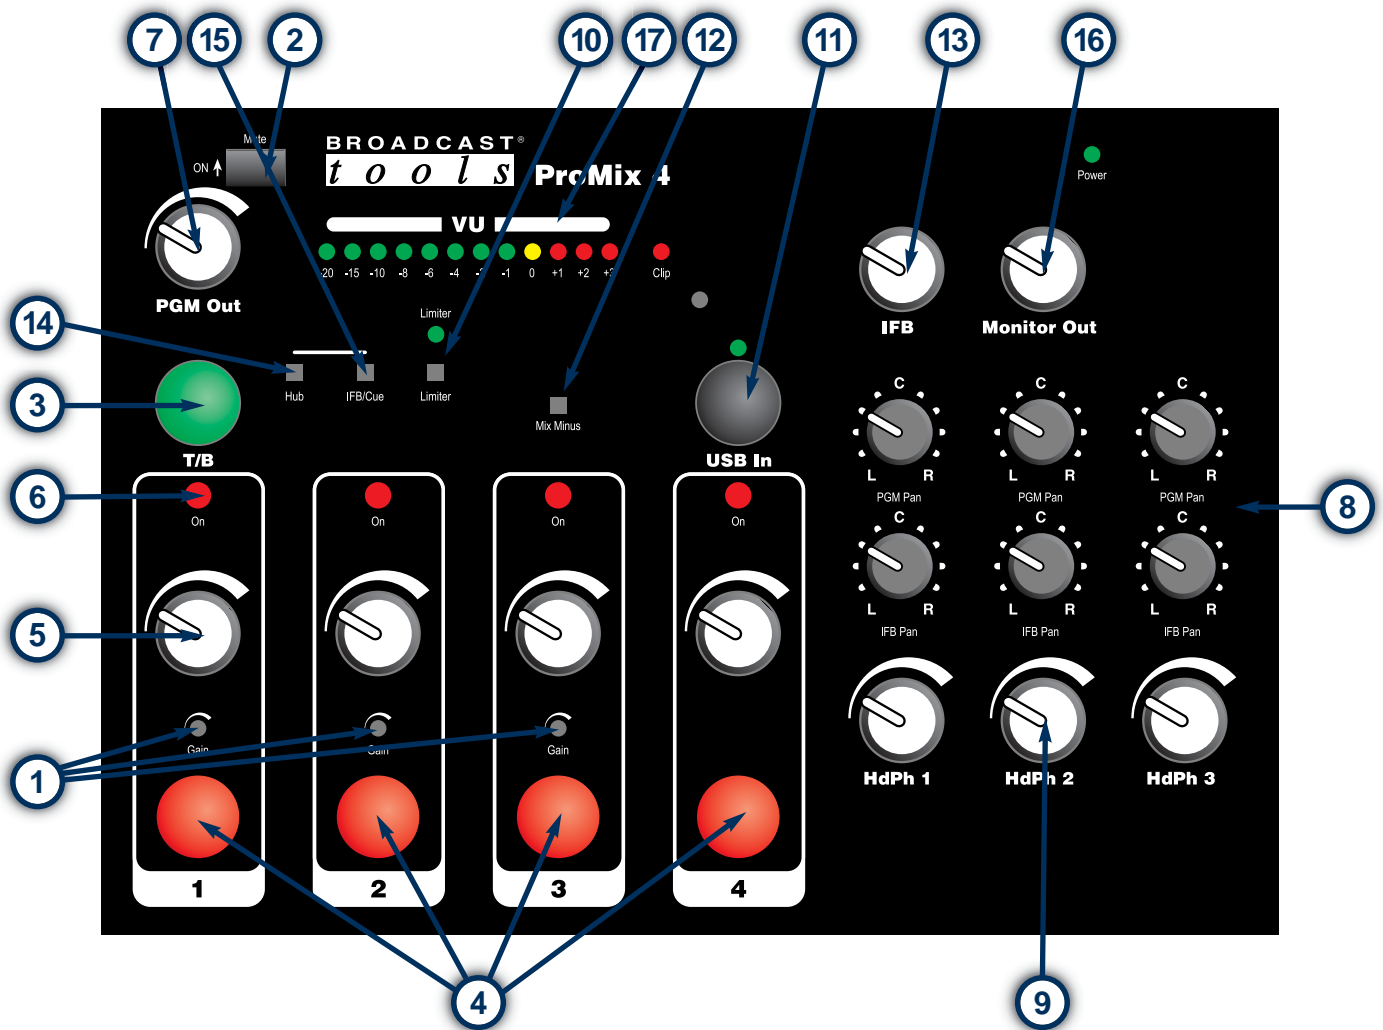 7 15 2 10 17 12 11 13 16
Mute
ON
BROADCAST®
tools ProMix 4
Power
VU
-20 -15 -10 -8 -6 -4 -1 0 +1 +2 Clip
PGM Out
IFB Monitor Out
14
Limiter
Hub IFB/Cue Limiter
Mix Minus
3
T/B
USB In
C C C
L R L R L R
PGM Pan PGM Pan PGM Pan
6
On On On On
8
C C C
L R L R L R
IFB Pan IFB Pan IFB Pan
5
Gain Gain Gain
1
HdPh 1 HdPh 2 HdPh 3
1 2 3 4
4
9